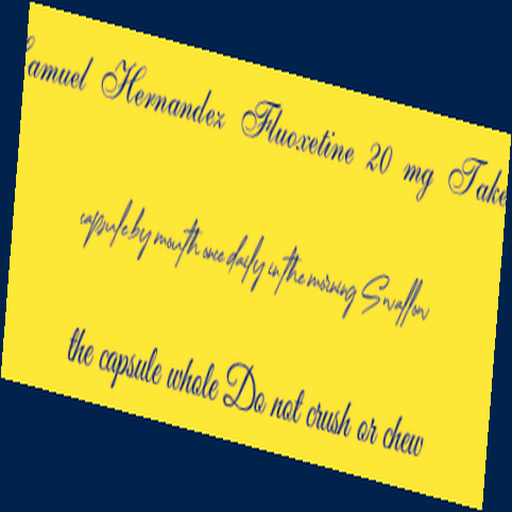 Samuel Hernandez Fluoxetine 20 mg Take
capsule by mouth once daily in the morning Swallow
the capsule whole Do not crush or chew